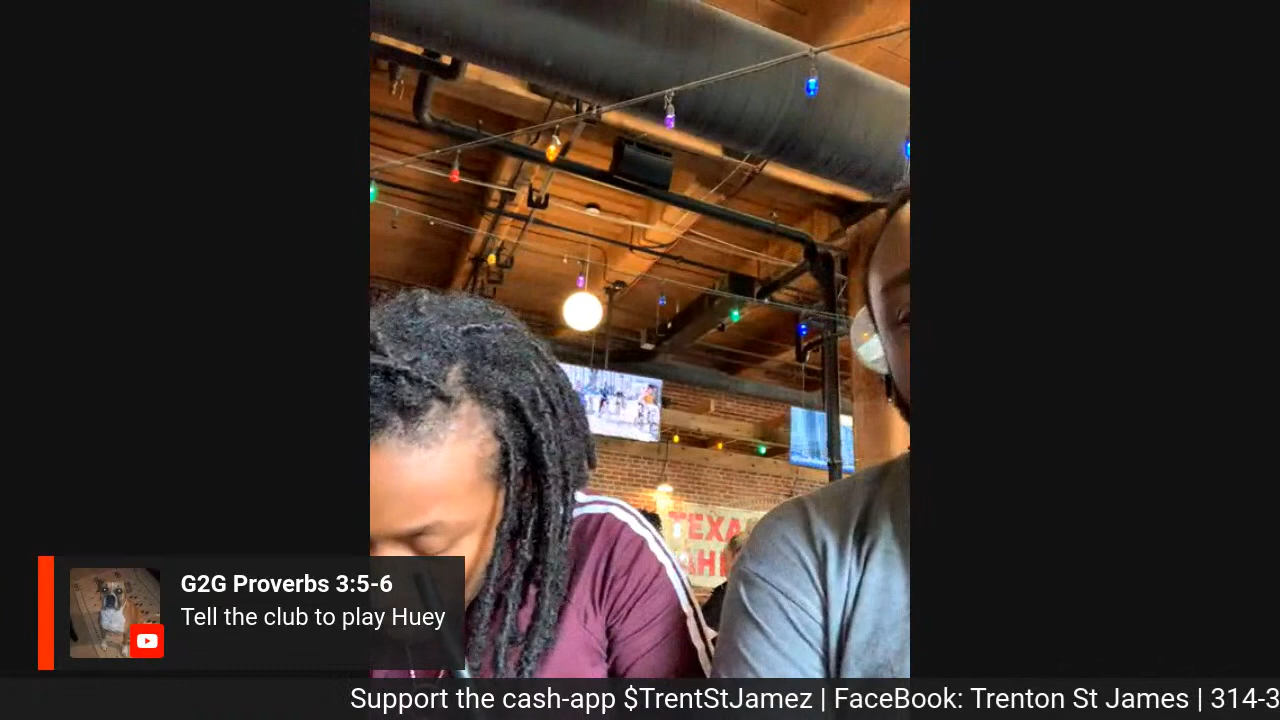 TEXA
G2G Proverbs 3:5-6
Tell the club to play Huey
Support the cash-app $TrentStJamez | FaceBook: Trenton St James | 314-3